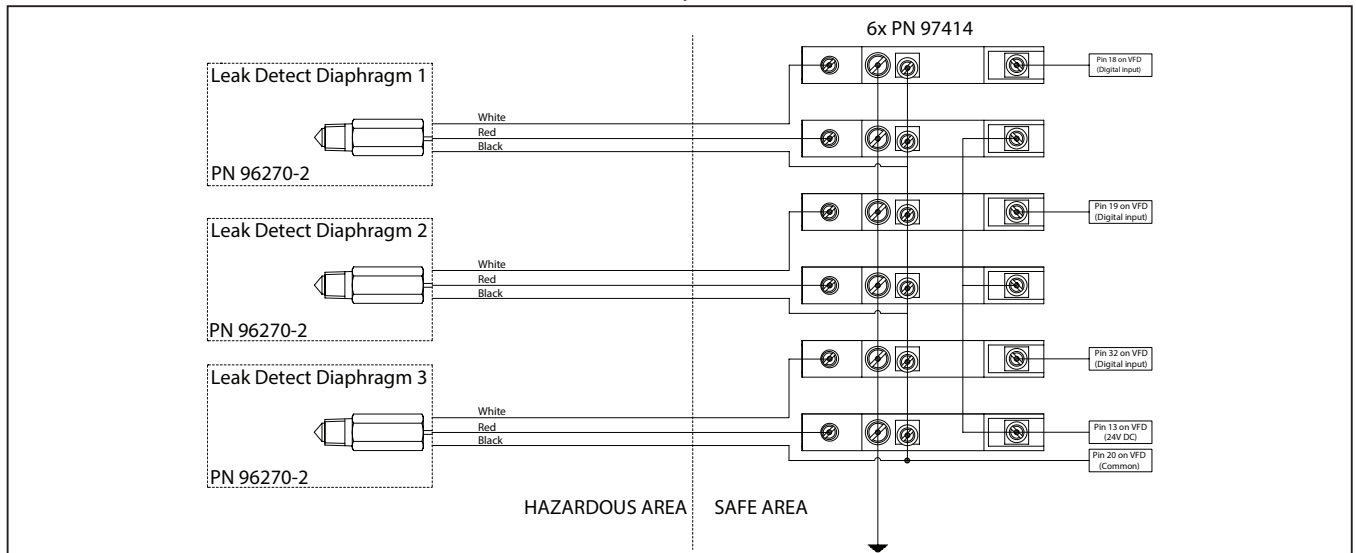 6x PN 97414
Leak Detect Diaphragm 1
PN 96270-2
White
Red
Black
Pin 18 on VFD
(Digital input)
Leak Detect Diaphragm 2
PN 96270-2
White
Red
Black
Pin 19 on VFD
(Digital input)
Leak Detect Diaphragm 3
PN 96270-2
White
Red
Black
Pin 32 on VFD
(Digital input)
Pin 13 on VFD
(24V DC)
Pin 20 on VFD
(Common)
HAZARDOUS AREA
SAFE AREA